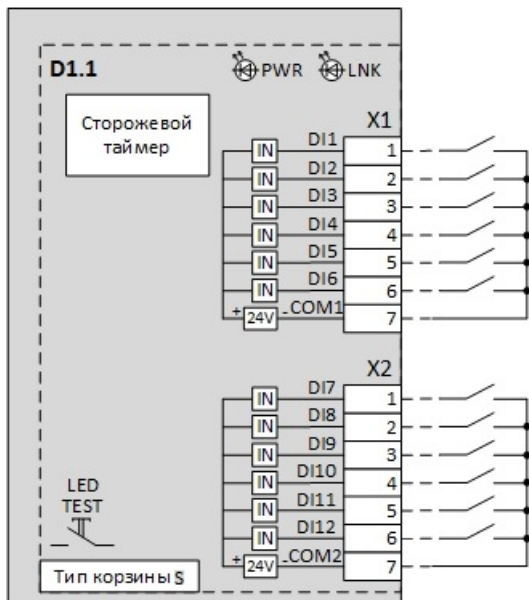 D1.1
PWR
LNK
Сторожевой
таймер
X1
IN DI1 1
IN DI2 2
IN DI3 3
IN DI4 4
IN DI5 5
IN DI6 6
+ 24V - COM1 7
X2
IN DI7 1
IN DI8 2
IN DI9 3
IN DI10 4
IN DI11 5
IN DI12 6
+ 24V - COM2 7
LED
TEST
Тип корзины S